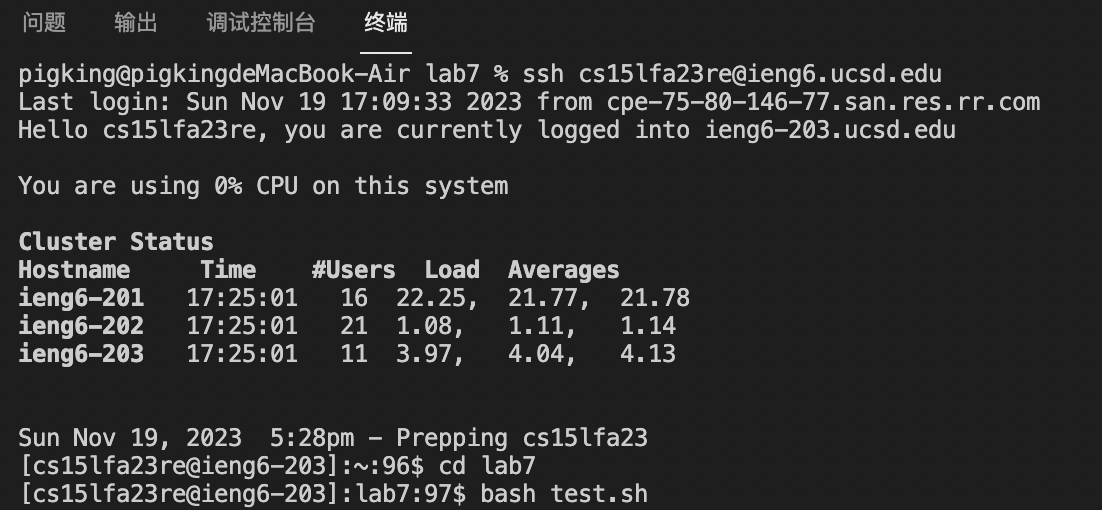 问题 输出 调试控制台 终端
pigking@pigkingdeMacBook-Air lab7 % ssh cs15lfa23re@ieng6.ucsd.edu
Last login: Sun Nov 19 17:09:33 2023 from cpe-75-80-146-77.san.res.rr.com
Hello cs15lfa23re, you are currently logged into ieng6-203.ucsd.edu
You are using 0% CPU on this system
Cluster Status
Hostname     Time    #Users  Load  Averages
ieng6-201   17:25:01   16  22.25,  21.77,  21.78
ieng6-202   17:25:01   21  1.08,   1.11,   1.14
ieng6-203   17:25:01   11  3.97,   4.04,   4.13
Sun Nov 19, 2023  5:28pm - Prepping cs15lfa23
[cs15lfa23re@ieng6-203]:~:96$ cd lab7
[cs15lfa23re@ieng6-203]:lab7:97$ bash test.sh